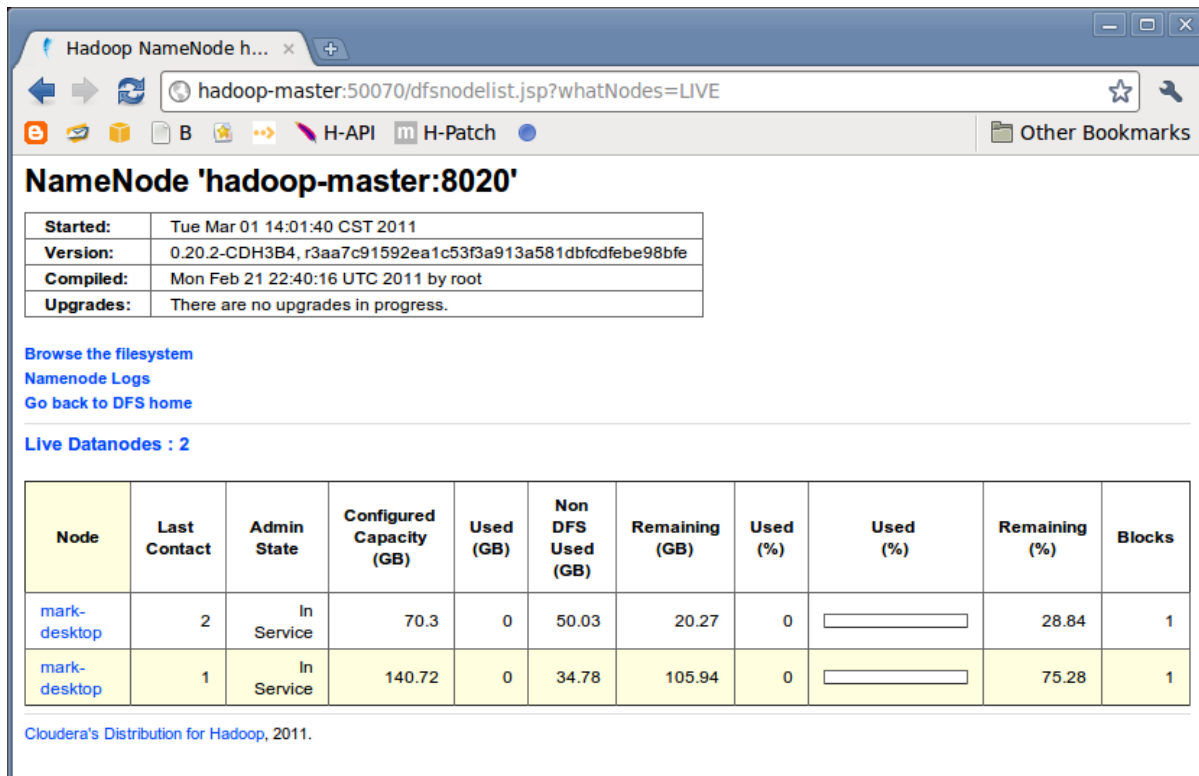 Hadoop NameNode h...
hadoop-master:50070/dfsnodelist.jsp?whatNodes=LIVE
B H-API m H-Patch Other Bookmarks
NameNode 'hadoop-master:8020'
Started: Tue Mar 01 14:01:40 CST 2011
Version: 0.20.2-CDH3B4, r3aa7c91592ea1c53f3a913a581dbfcdfebe98bfe
Compiled: Mon Feb 21 22:40:16 UTC 2011 by root
Upgrades: There are no upgrades in progress.
Browse the filesystem
Namenode Logs
Go back to DFS home
Live Datanodes : 2
Node Last Contact Admin State Configured Capacity (GB) Used (GB) Non DFS Used (GB) Remaining (GB) Used (%) Used (%) Remaining (%) Blocks
mark-desktop 2 In Service 70.3 0 50.03 20.27 0 28.84 1
mark-desktop 1 In Service 140.72 0 34.78 105.94 0 75.28 1
Cloudera's Distribution for Hadoop, 2011.